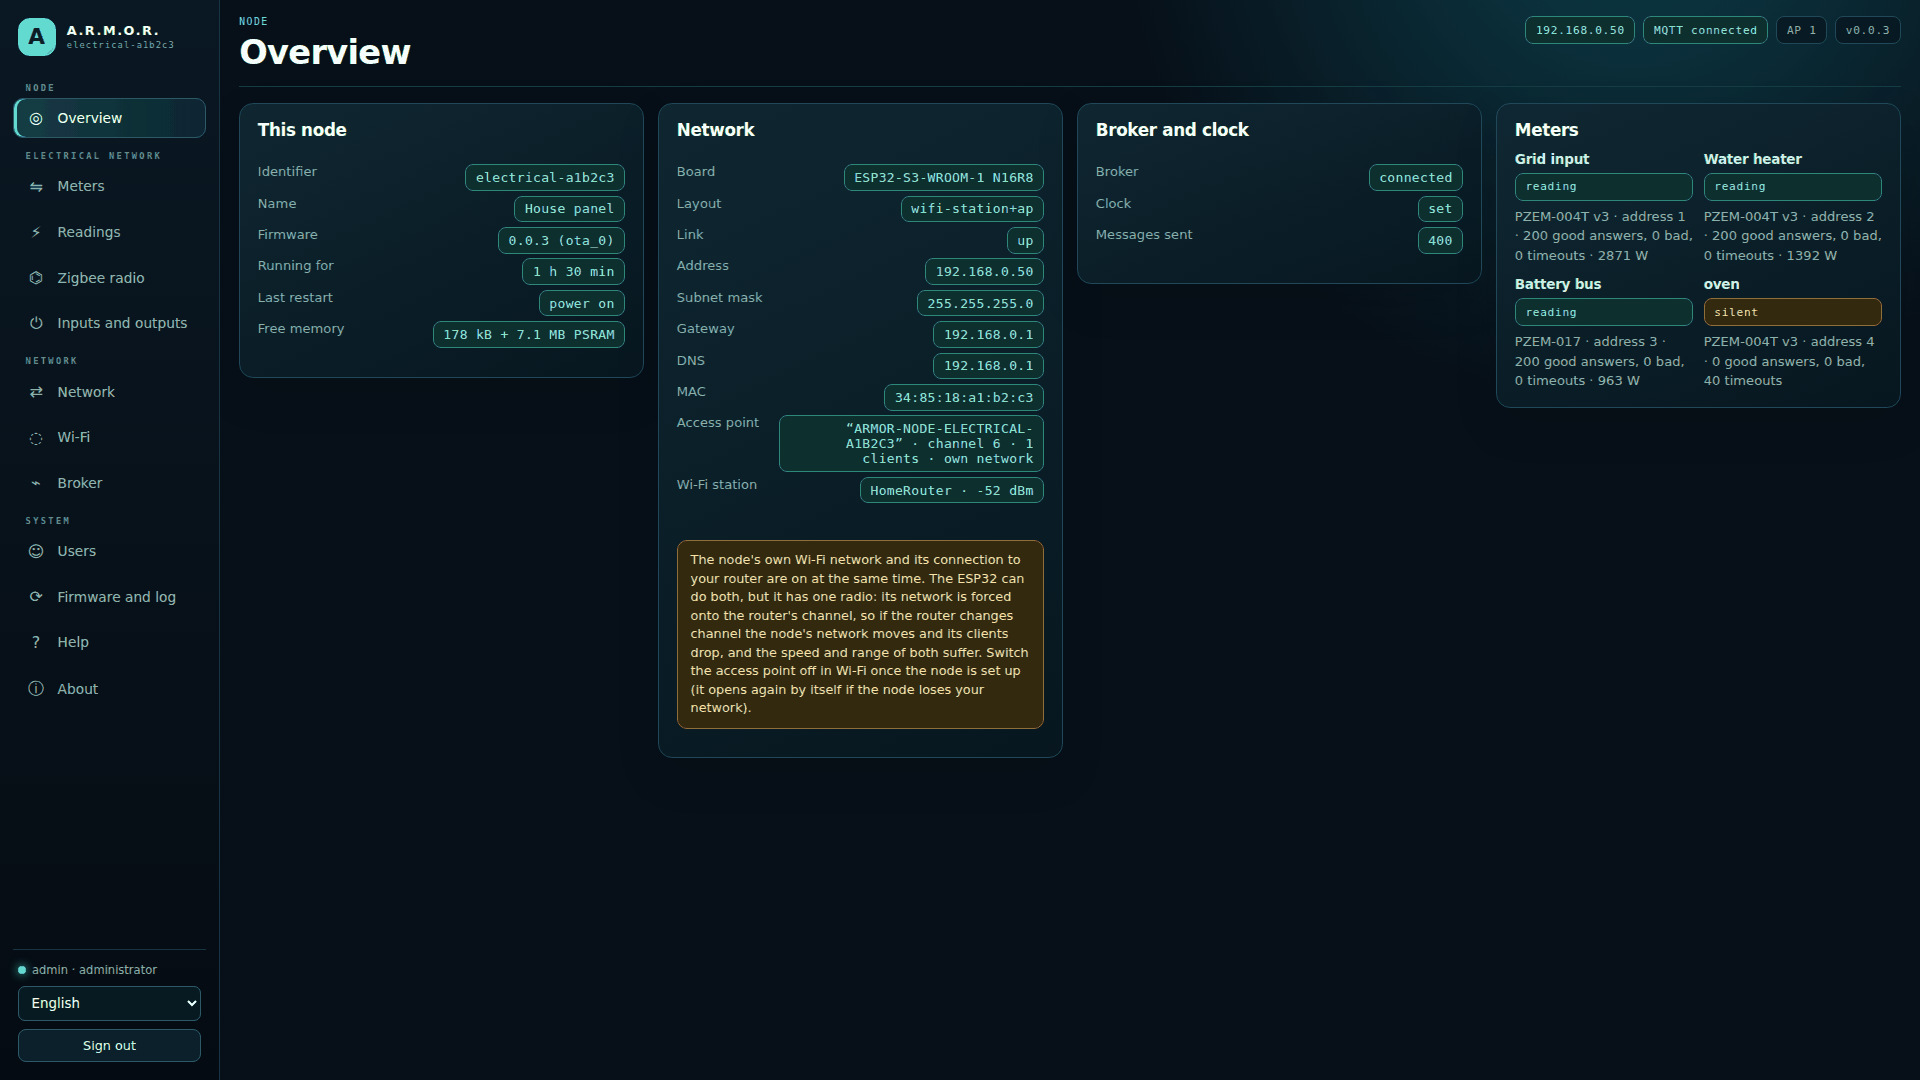 A
A.R.M.O.R.
electrical-a1b2c3
NODE
Overview
ELECTRICAL NETWORK
Meters
Readings
Zigbee radio
Inputs and outputs
NETWORK
Network
Wi-Fi
Broker
SYSTEM
Users
Firmware and log
? Help
About
admin · administrator
English
Sign out
NODE
Overview
192.168.0.50
MQTT connected
AP 1
v0.0.3
This node
Identifier electrical-a1b2c3
Name House panel
Firmware 0.0.3 (ota_0)
Running for 1 h 30 min
Last restart power on
Free memory 178 kB + 7.1 MB PSRAM
Network
Board ESP32-S3-WROOM-1 N16R8
Layout wifi-station+ap
Link up
Address 192.168.0.50
Subnet mask 255.255.255.0
Gateway 192.168.0.1
DNS 192.168.0.1
MAC 34:85:18:a1:b2:c3
Access point “ARMOR-NODE-ELECTRICAL-
A1B2C3” · channel 6 · 1
clients · own network
Wi-Fi station HomeRouter · -52 dBm
The node's own Wi-Fi network and its connection to
your router are on at the same time. The ESP32 can
do both, but it has one radio: its network is forced
onto the router's channel, so if the router changes
channel the node's network moves and its clients
drop, and the speed and range of both suffer. Switch
the access point off in Wi-Fi once the node is set up
(it opens again by itself if the node loses your
network).
Broker and clock
Broker connected
Clock set
Messages sent 400
Meters
Grid input
reading
PZEM-004T v3 · address 1
· 200 good answers, 0 bad,
0 timeouts · 2871 W
Water heater
reading
PZEM-004T v3 · address 2
· 200 good answers, 0 bad,
0 timeouts · 1392 W
Battery bus
reading
PZEM-017 · address 3 ·
200 good answers, 0 bad,
0 timeouts · 963 W
oven
silent
PZEM-004T v3 · address 4
· 0 good answers, 0 bad,
40 timeouts